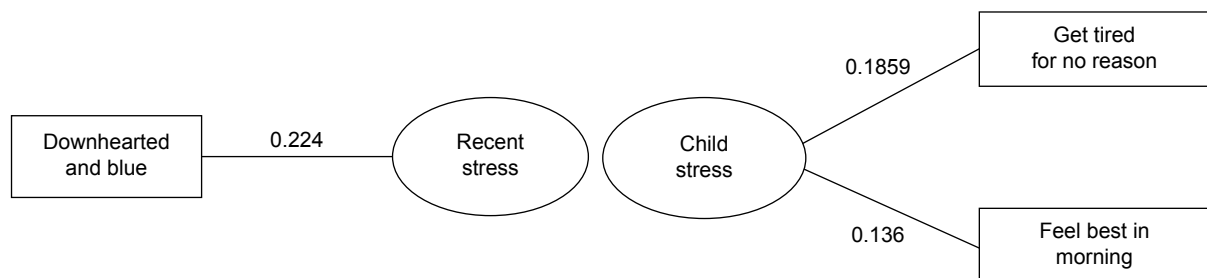 Downhearted
and blue
0.224
Recent
stress
Child
stress
0.1859
Get tired
for no reason
0.136
Feel best in
morning